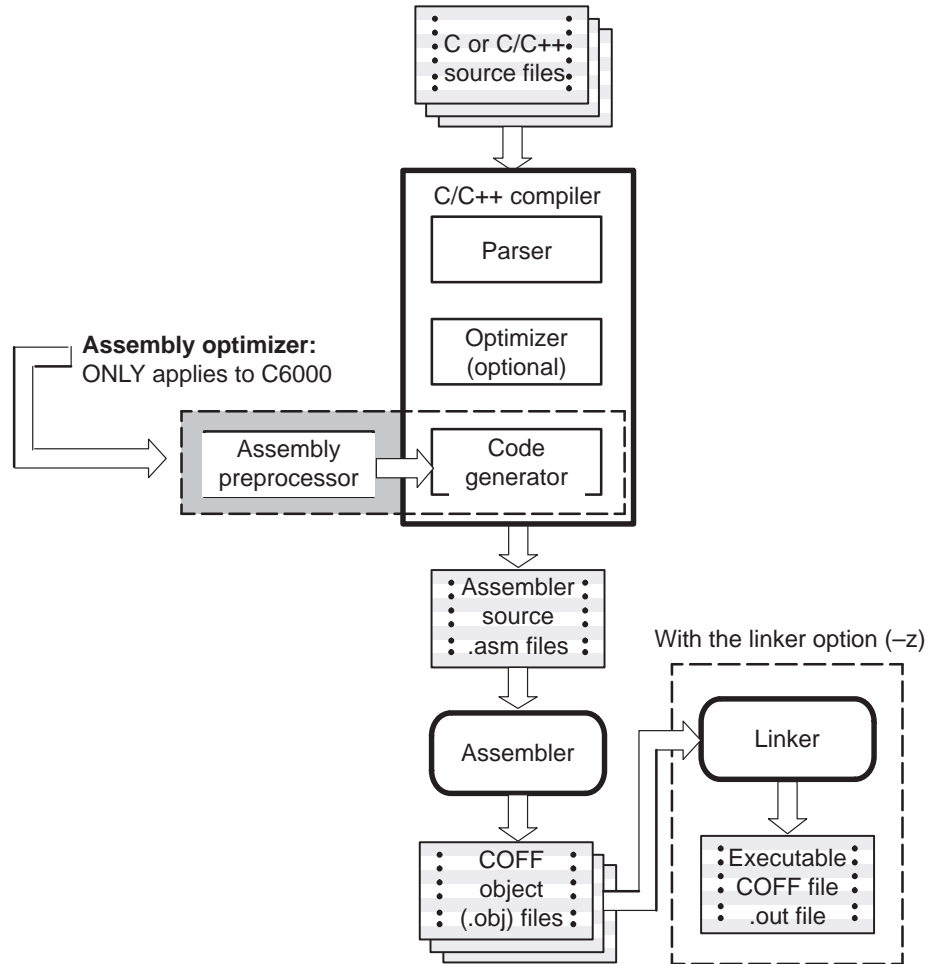 C or C/C++
source files
C/C++ compiler
Parser
Optimizer
(optional)
Assembly optimizer:
ONLY applies to C6000
Assembly
preprocessor
Code
generator
Assembler
source
.asm files
With the linker option (–z)
Assembler
Linker
COFF
object
(.obj) files
Executable
COFF file
.out file